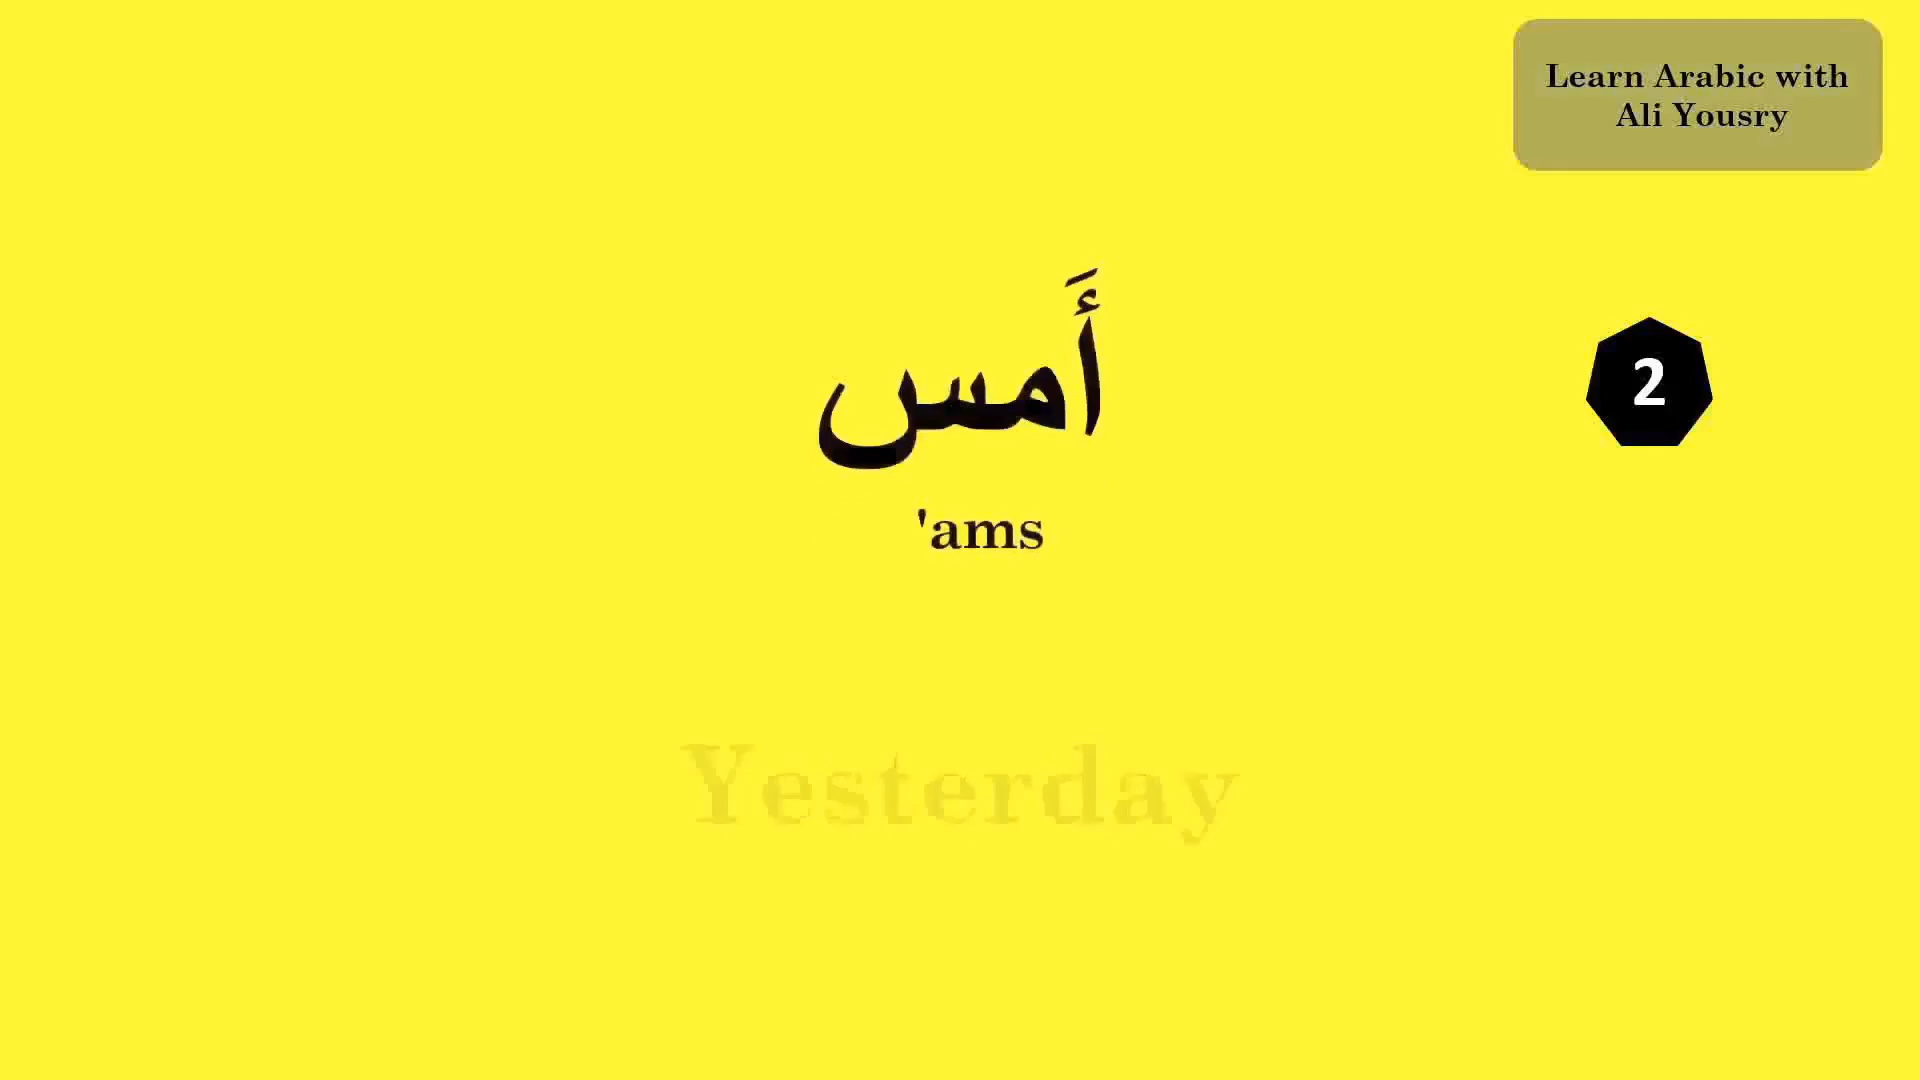 Learn Arabic with
Ali Yousry
أَمس
2
'ams
Yesterday